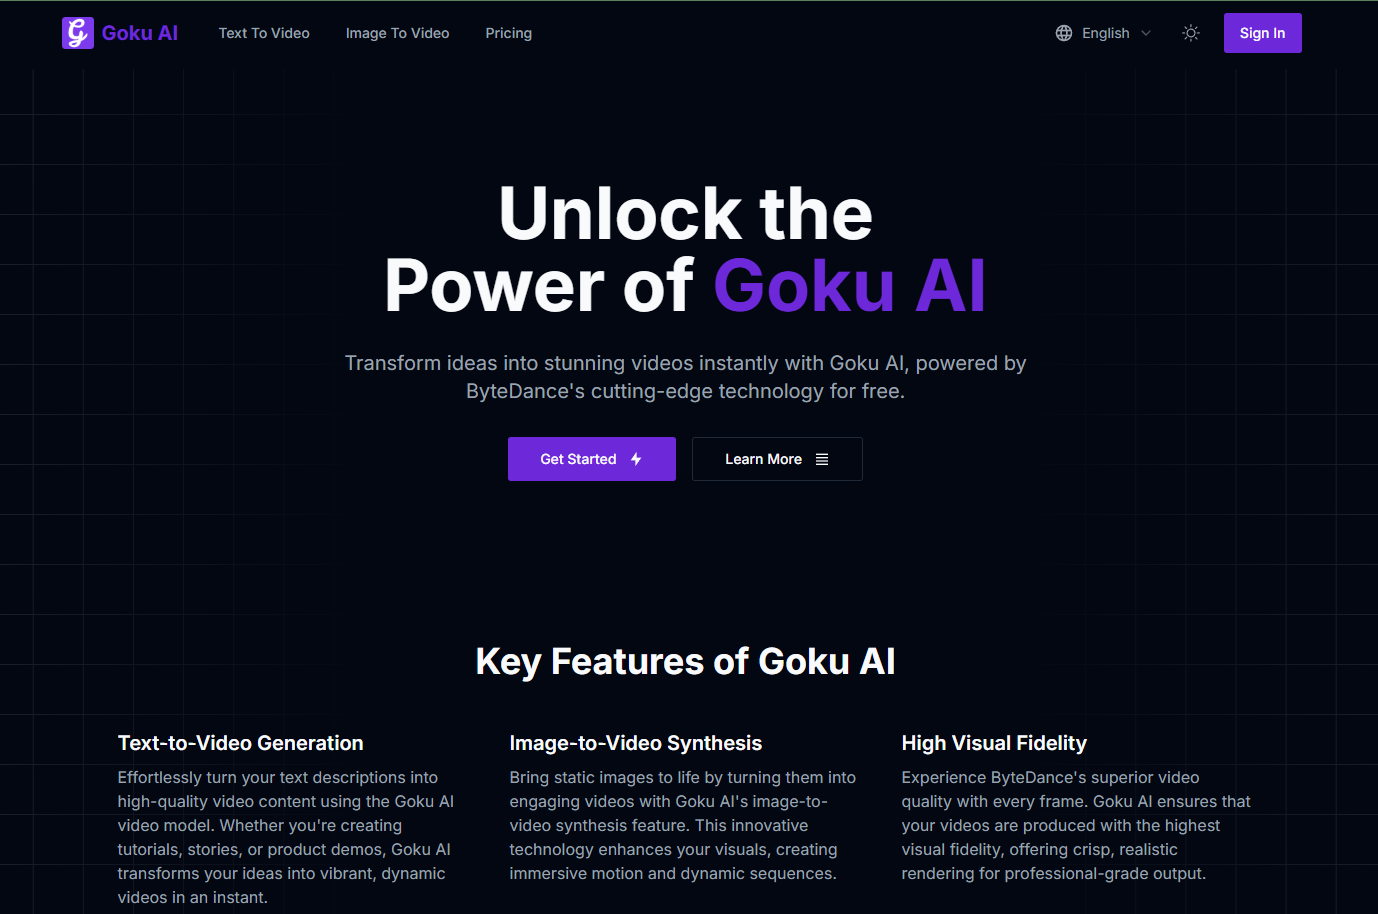 Goku AI
Text To Video
Image To Video
Pricing
English
Sign In
Unlock the
Power of Goku AI
Transform ideas into stunning videos instantly with Goku AI, powered by
ByteDance's cutting-edge technology for free.
Get Started
Learn More
Key Features of Goku AI
Text-to-Video Generation
Effortlessly turn your text descriptions into
high-quality video content using the Goku AI
video model. Whether you're creating
tutorials, stories, or product demos, Goku AI
transforms your ideas into vibrant, dynamic
videos in an instant.
Image-to-Video Synthesis
Bring static images to life by turning them into
engaging videos with Goku AI's image-to-
video synthesis feature. This innovative
technology enhances your visuals, creating
immersive motion and dynamic sequences.
High Visual Fidelity
Experience ByteDance's superior video
quality with every frame. Goku AI ensures that
your videos are produced with the highest
visual fidelity, offering crisp, realistic
rendering for professional-grade output.